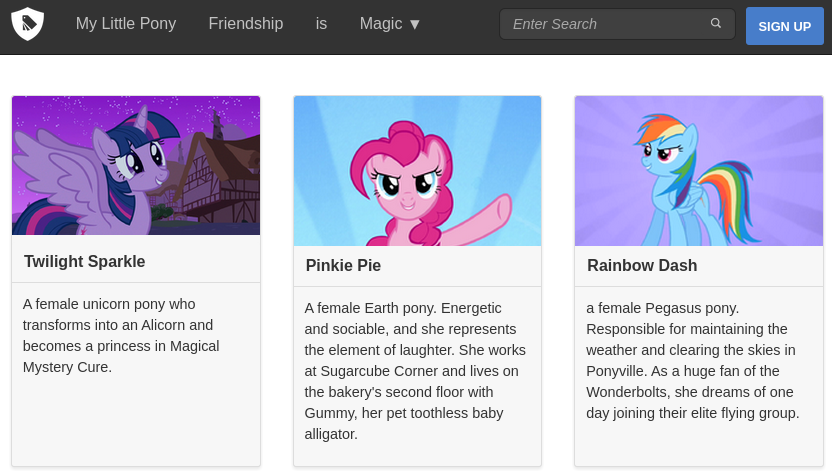 My Little Pony Friendship is Magic ▼ Enter Search SIGN UP
Twilight Sparkle
A female unicorn pony who
transforms into an Alicorn and
becomes a princess in Magical
Mystery Cure.
Pinkie Pie
A female Earth pony. Energetic
and sociable, and she represents
the element of laughter. She works
at Sugarcube Corner and lives on
the bakery's second floor with
Gummy, her pet toothless baby
alligator.
Rainbow Dash
a female Pegasus pony.
Responsible for maintaining the
weather and clearing the skies in
Ponyville. As a huge fan of the
Wonderbolts, she dreams of one
day joining their elite flying group.